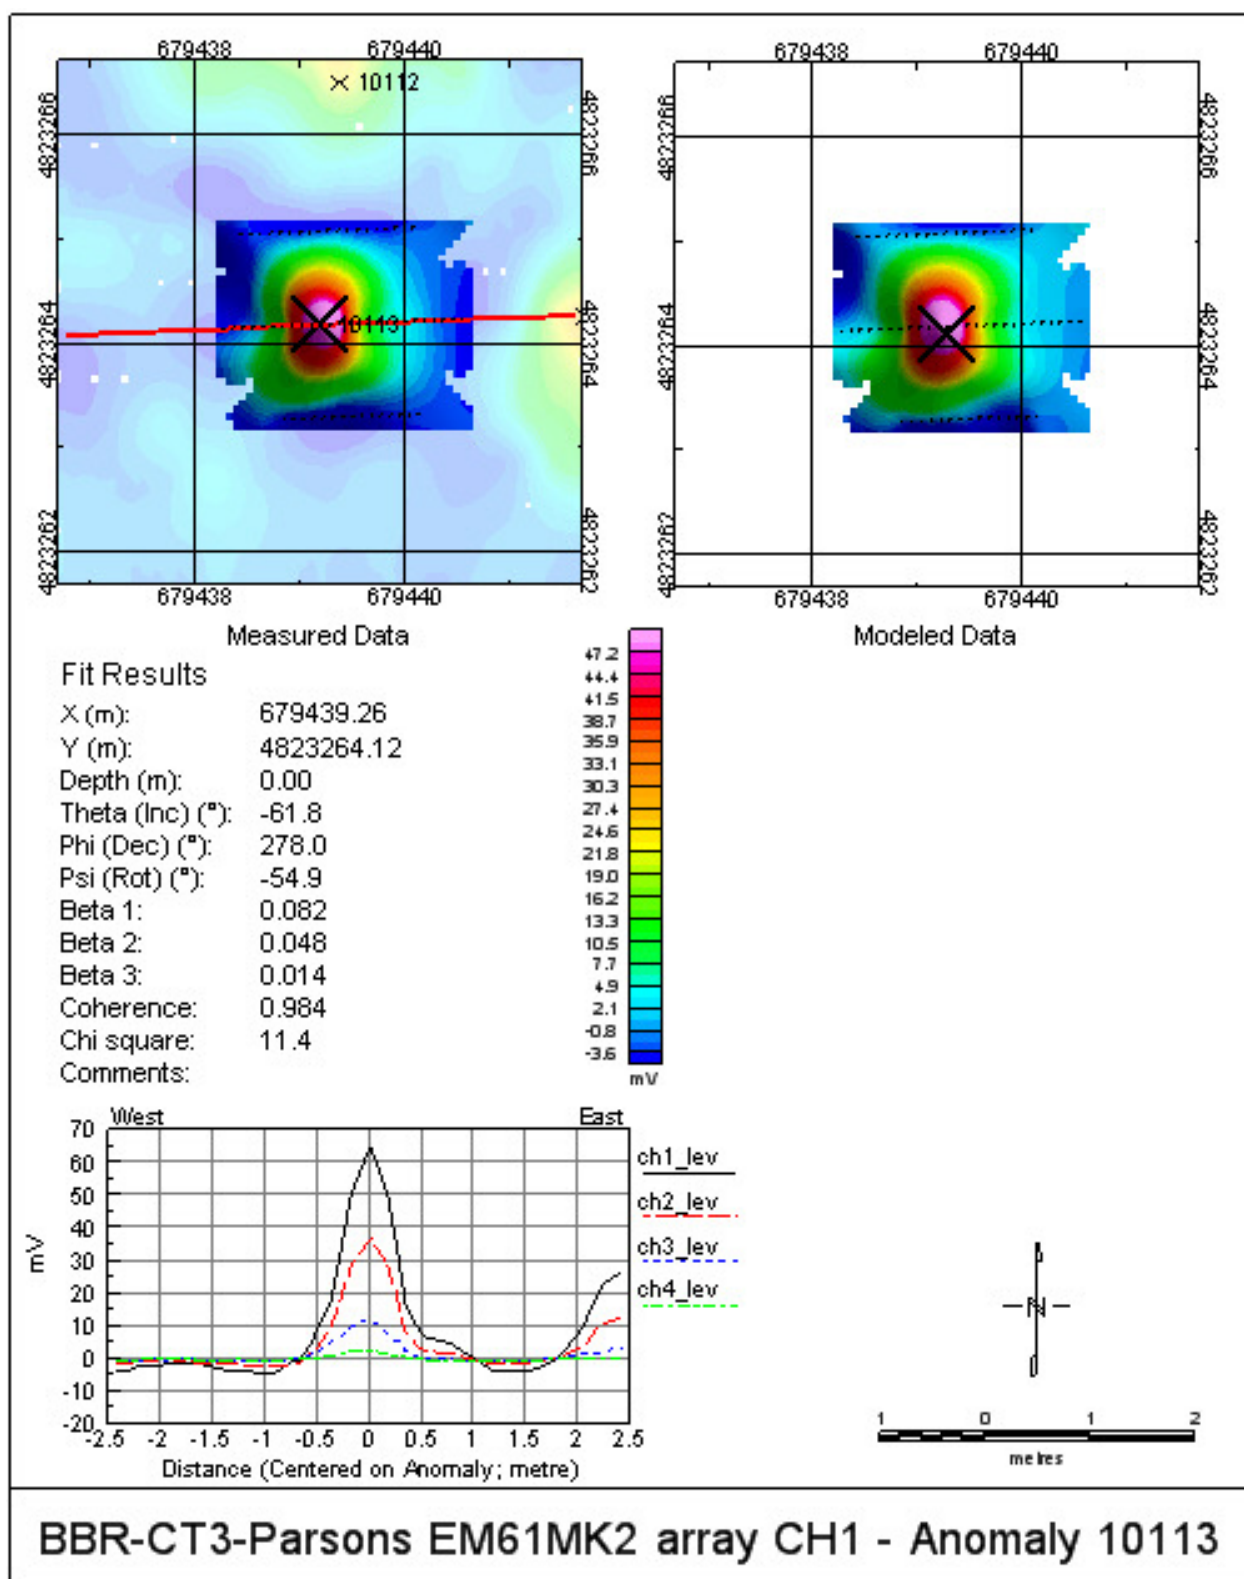 679438 679440
679438 679440
10112
4823266 4823266
4823266 4823266
10113
4823264 4823264
4823264 4823264
4823262 4823262
4823262 4823262
679438 679440
679438 679440
Measured Data
Modeled Data
Fit Results
X (m): 679439.26
Y (m): 4823264.12
Depth (m): 0.00
Theta (Inc) (°): -61.8
Phi (Dec) (°): 278.0
Psi (Rot) (°): -54.9
Beta 1: 0.082
Beta 2: 0.048
Beta 3: 0.014
Coherence: 0.984
Chi square: 11.4
Comments:
47.2
44.4
41.5
38.7
35.9
33.1
30.3
27.4
24.6
21.8
19.0
16.2
13.3
10.5
7.7
4.9
2.1
-0.8
-3.6
mV
West East
70
60
50
40
30
20
10
0
-10
-20
mV
-2.5 -2 -1.5 -1 -0.5 0 0.5 1 1.5 2 2.5
Distance (Centered on Anomaly; metre)
ch1_lev
ch2_lev
ch3_lev
ch4_lev
N
1 0 1 2
metres
BBR-CT3-Parsons EM61MK2 array CH1 - Anomaly 10113